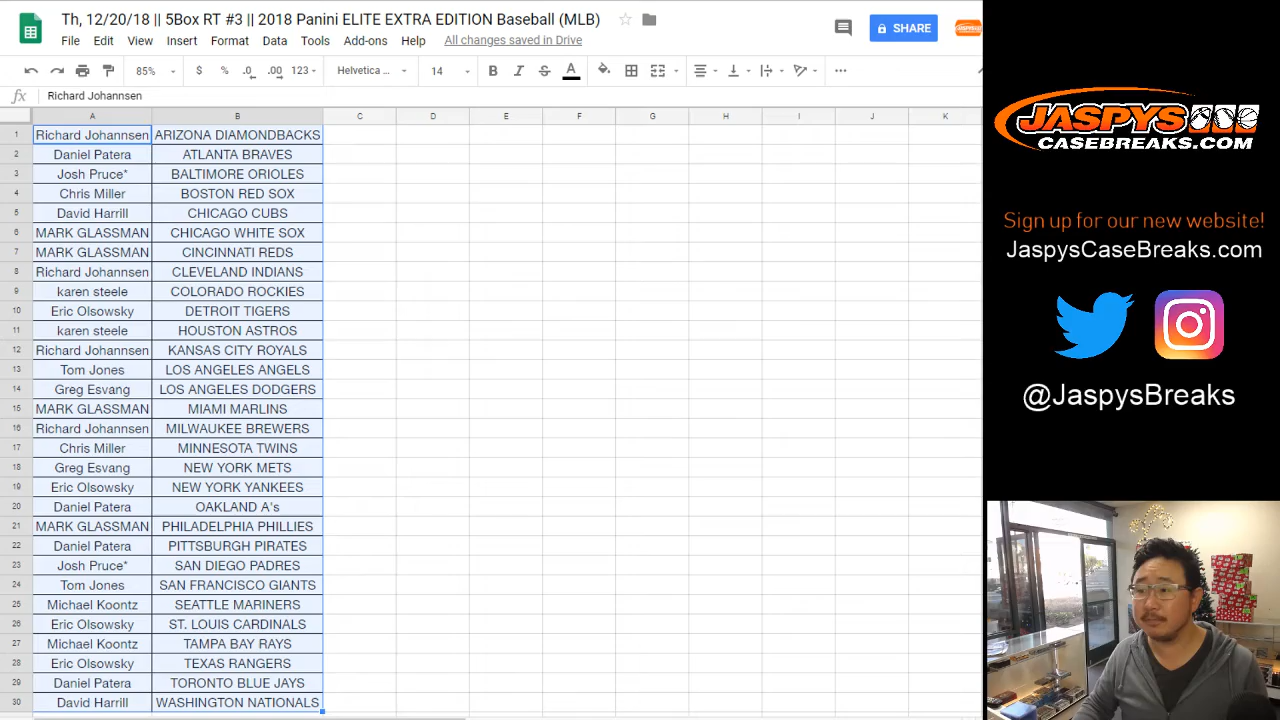 Th, 12/20/18 || 5Box RT #3 || 2018 Panini ELITE EXTRA EDITION Baseball (MLB)
File Edit View Insert Format Data Tools Add-ons Help All changes saved in Drive
SHARE
85% $ % .0 .00 123 Helvetica ... 14 B I S A
fx Richard Johannsen
A B C D E F G H I J K
1 Richard Johannsen ARIZONA DIAMONDBACKS
2 Daniel Patera ATLANTA BRAVES
3 Josh Pruce* BALTIMORE ORIOLES
4 Chris Miller BOSTON RED SOX
5 David Harrill CHICAGO CUBS
6 MARK GLASSMAN CHICAGO WHITE SOX
7 MARK GLASSMAN CINCINNATI REDS
8 Richard Johannsen CLEVELAND INDIANS
9 karen steele COLORADO ROCKIES
10 Eric Olsowsky DETROIT TIGERS
11 karen steele HOUSTON ASTROS
12 Richard Johannsen KANSAS CITY ROYALS
13 Tom Jones LOS ANGELES ANGELS
14 Greg Esvang LOS ANGELES DODGERS
15 MARK GLASSMAN MIAMI MARLINS
16 Richard Johannsen MILWAUKEE BREWERS
17 Chris Miller MINNESOTA TWINS
18 Greg Esvang NEW YORK METS
19 Eric Olsowsky NEW YORK YANKEES
20 Daniel Patera OAKLAND A's
21 MARK GLASSMAN PHILADELPHIA PHILLIES
22 Daniel Patera PITTSBURGH PIRATES
23 Josh Pruce* SAN DIEGO PADRES
24 Tom Jones SAN FRANCISCO GIANTS
25 Michael Koontz SEATTLE MARINERS
26 Eric Olsowsky ST. LOUIS CARDINALS
27 Michael Koontz TAMPA BAY RAYS
28 Eric Olsowsky TEXAS RANGERS
29 Daniel Patera TORONTO BLUE JAYS
30 David Harrill WASHINGTON NATIONALS
JASPYS
CASEBREAKS.COM
Sign up for our new website!
JaspysCaseBreaks.com
@JaspysBreaks